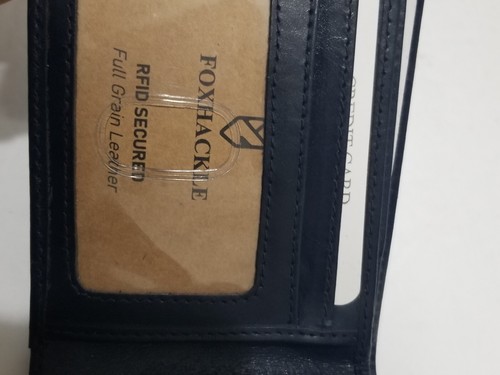 FOXHACKLE
RFID SECURED
Full Grain Leather
CREDIT CARD